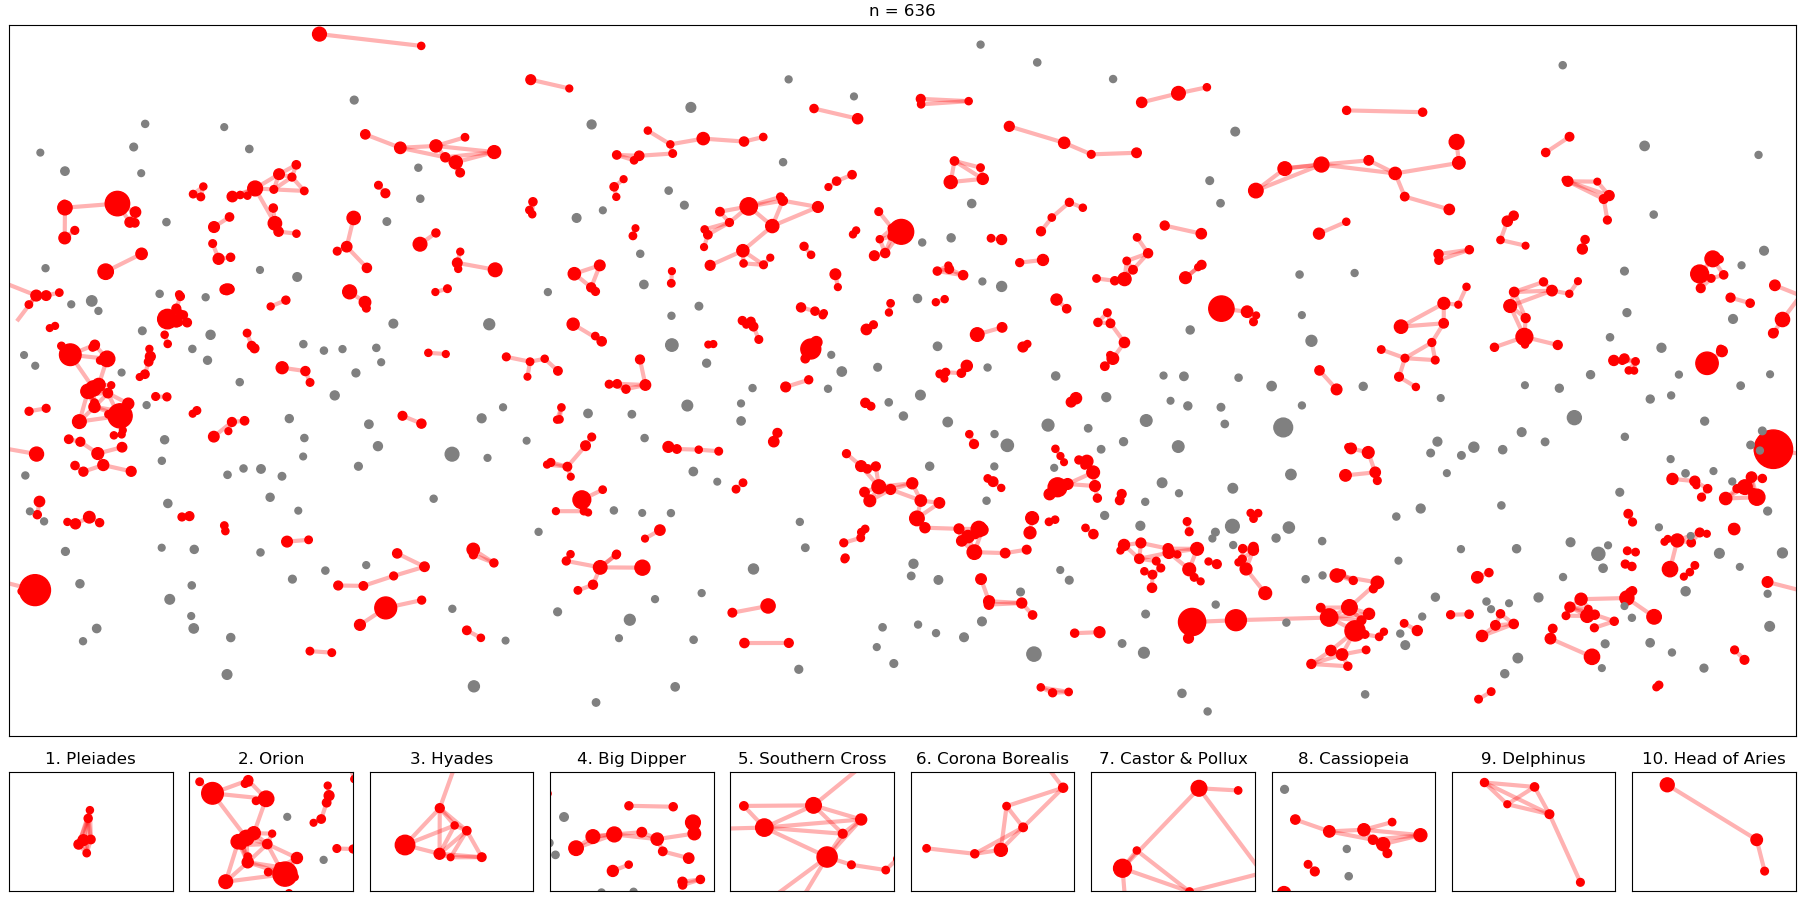 n = 636
1. Pleiades
2. Orion
3. Hyades
4. Big Dipper
5. Southern Cross
6. Corona Borealis
7. Castor & Pollux
8. Cassiopeia
9. Delphinus
10. Head of Aries